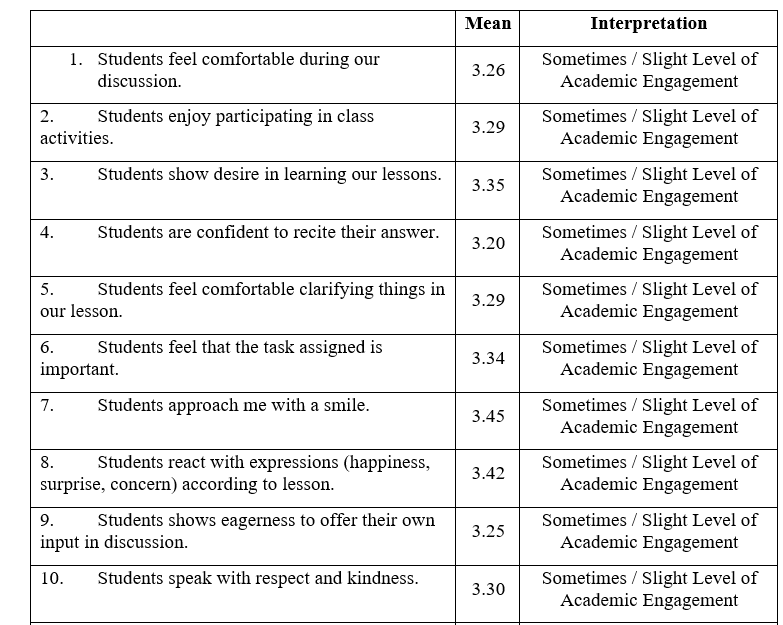 Mean Interpretation
1. Students feel comfortable during our
discussion.
3.26
Sometimes / Slight Level of
Academic Engagement
2. Students enjoy participating in class
activities.
3.29
Sometimes / Slight Level of
Academic Engagement
3. Students show desire in learning our lessons.
3.35
Sometimes / Slight Level of
Academic Engagement
4. Students are confident to recite their answer.
3.20
Sometimes / Slight Level of
Academic Engagement
5. Students feel comfortable clarifying things in
our lesson.
3.29
Sometimes / Slight Level of
Academic Engagement
6. Students feel that the task assigned is
important.
3.34
Sometimes / Slight Level of
Academic Engagement
7. Students approach me with a smile.
3.45
Sometimes / Slight Level of
Academic Engagement
8. Students react with expressions (happiness,
surprise, concern) according to lesson.
3.42
Sometimes / Slight Level of
Academic Engagement
9. Students shows eagerness to offer their own
input in discussion.
3.25
Sometimes / Slight Level of
Academic Engagement
10. Students speak with respect and kindness.
3.30
Sometimes / Slight Level of
Academic Engagement